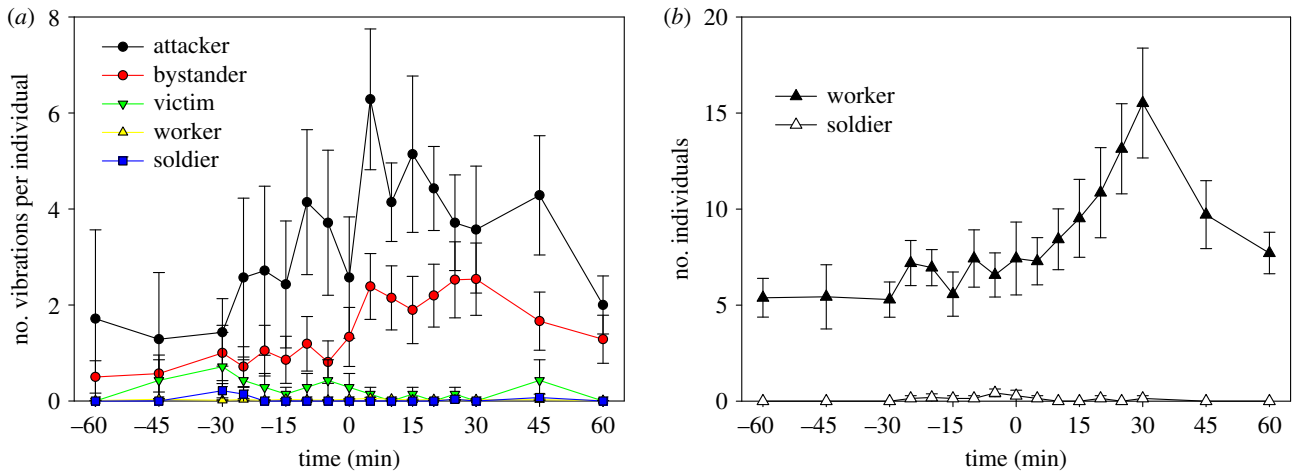 (a)
8
6
4
2
0
no. vibrations per individual
attacker
bystander
victim
worker
soldier
–60 –45 –30 –15 0 15 30 45 60
time (min)
(b)
20
15
10
5
0
no. individuals
worker
soldier
–60 –45 –30 –15 0 15 30 45 60
time (min)